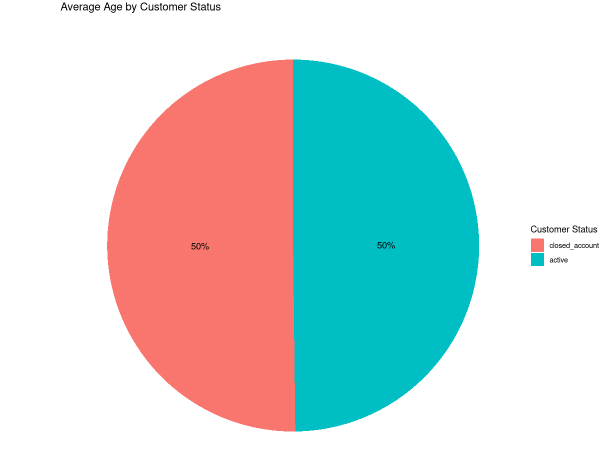 Average Age by Customer Status
50%
50%
Customer Status
closed_account
active